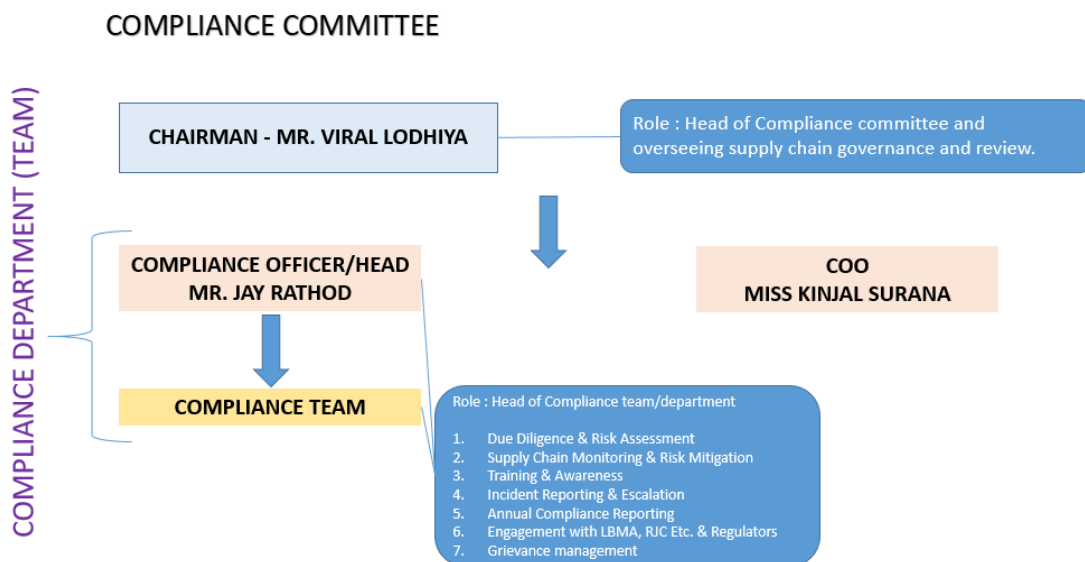 COMPLIANCE COMMITTEE
COMPLIANCE DEPARTMENT (TEAM)
CHAIRMAN - MR. VIRAL LODHIYA
Role : Head of Compliance committee and
overseeing supply chain governance and review.
COMPLIANCE OFFICER/HEAD
MR. JAY RATHOD
COO
MISS KINJAL SURANA
COMPLIANCE TEAM
Role : Head of Compliance team/department
1. Due Diligence & Risk Assessment
2. Supply Chain Monitoring & Risk Mitigation
3. Training & Awareness
4. Incident Reporting & Escalation
5. Annual Compliance Reporting
6. Engagement with LBMA, RJC Etc. & Regulators
7. Grievance management